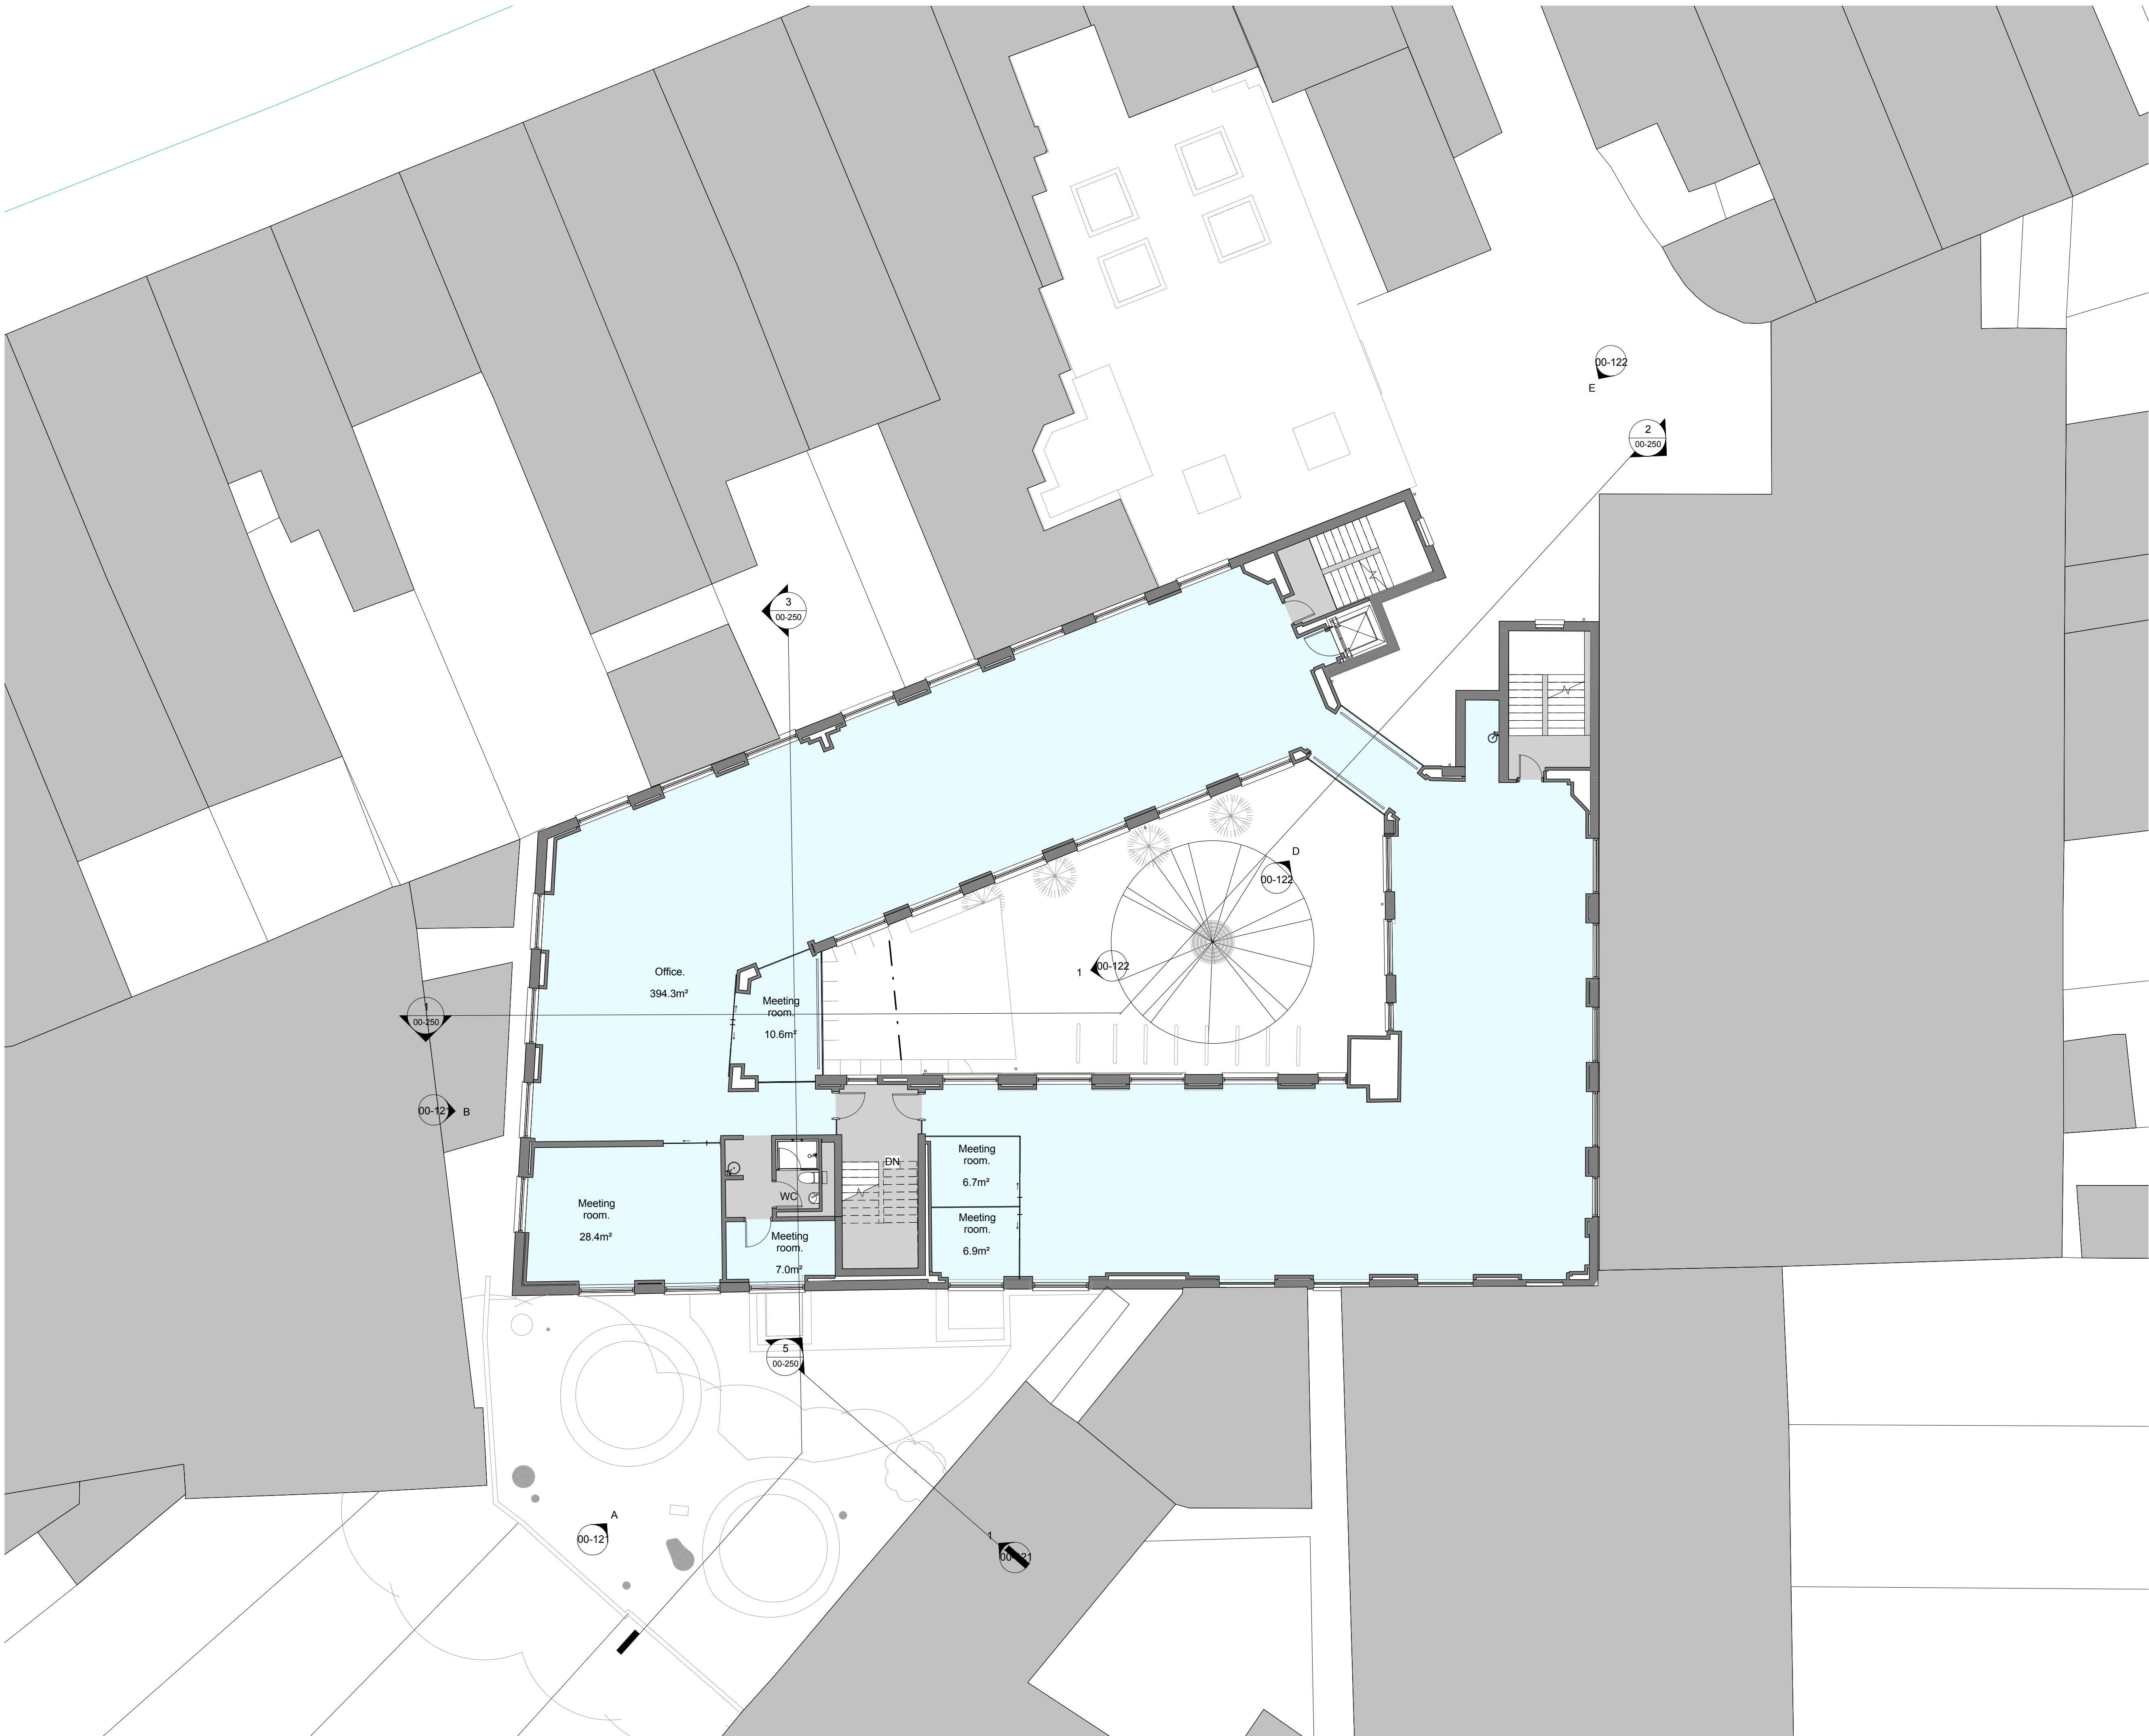 00-122
E
2
00-250
3
00-250
D
00-122
1
00-122
Office.
394.3m²
Meeting
room.
10.6m²
1
00-250
00-121
B
DN
WC
Meeting
room.
6.7m²
Meeting
room.
28.4m²
Meeting
room.
6.9m²
Meeting
room.
7.0m²
5
00-250
A
00-121
1